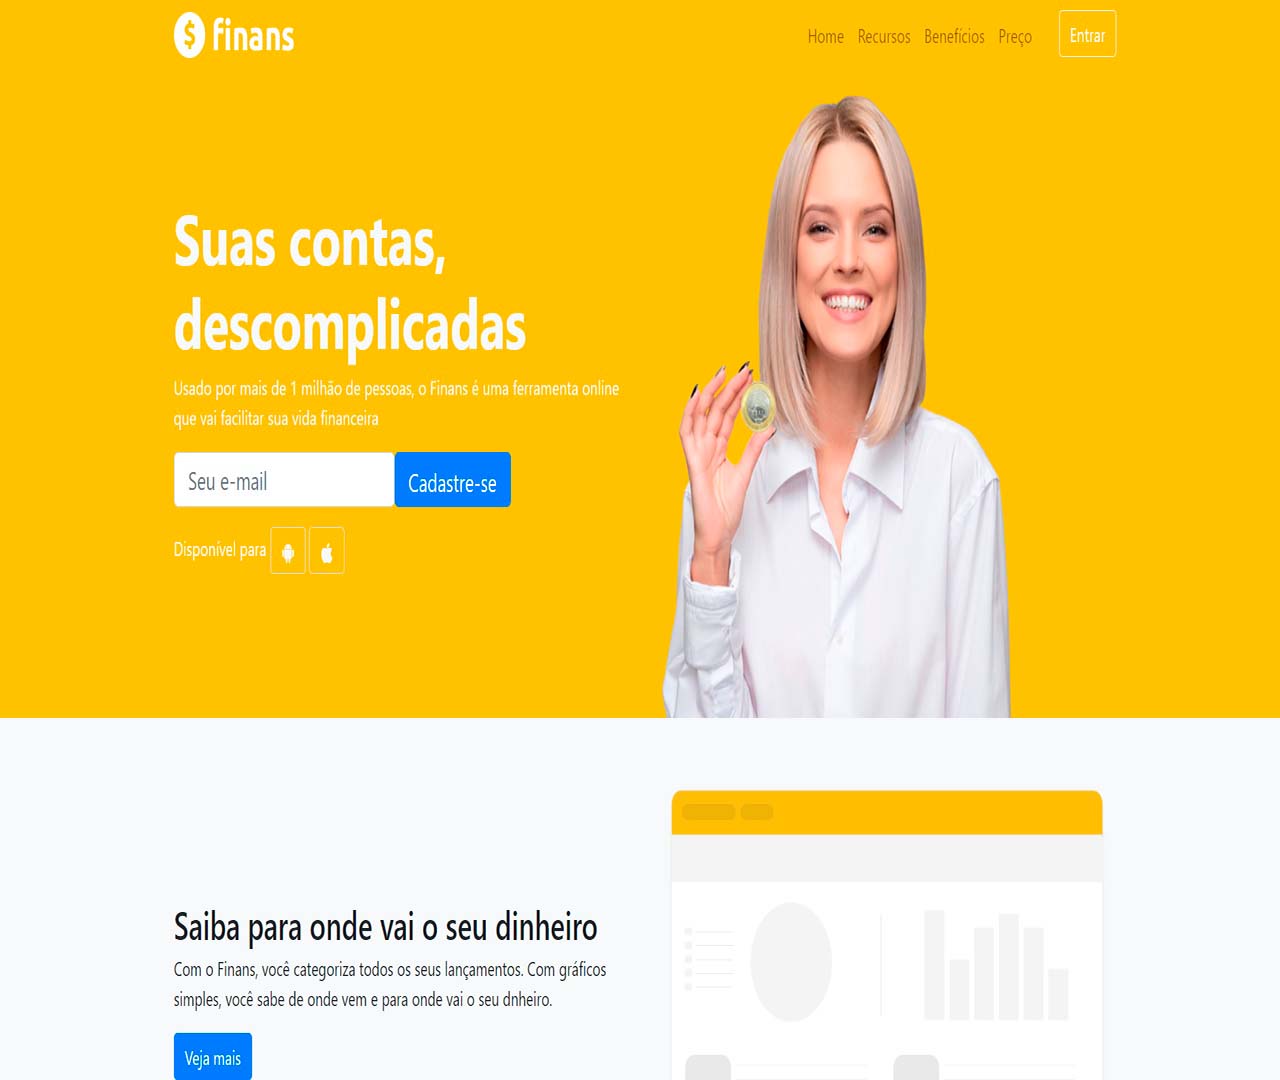 finans
Home Recursos Benefícios Preço Entrar
Suas contas,
descomplicadas
Usado por mais de 1 milhão de pessoas, o Finans é uma ferramenta online
que vai facilitar sua vida financeira
Seu e-mail Cadastre-se
Disponível para
Saiba para onde vai o seu dinheiro
Com o Finans, você categoriza todos os seus lançamentos. Com gráficos
simples, você sabe de onde vem e para onde vai o seu dnheiro.
Veja mais